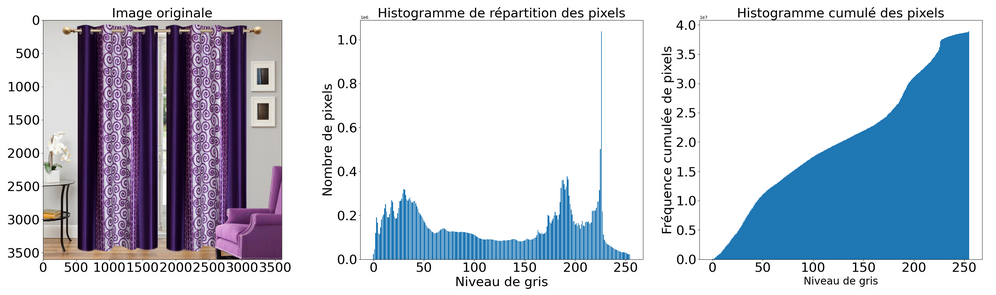 Image originale
0
500
1000
1500
2000
2500
3000
3500
0 500 1000 1500 2000 2500 3000 3500
Histogramme de répartition des pixels
1e6
Nombre de pixels
1.0
0.8
0.6
0.4
0.2
0.0
0 50 100 150 200 250
Niveau de gris
Histogramme cumulé des pixels
1e7
Fréquence cumulée de pixels
4.0
3.5
3.0
2.5
2.0
1.5
1.0
0.5
0.0
0 50 100 150 200 250
Niveau de gris